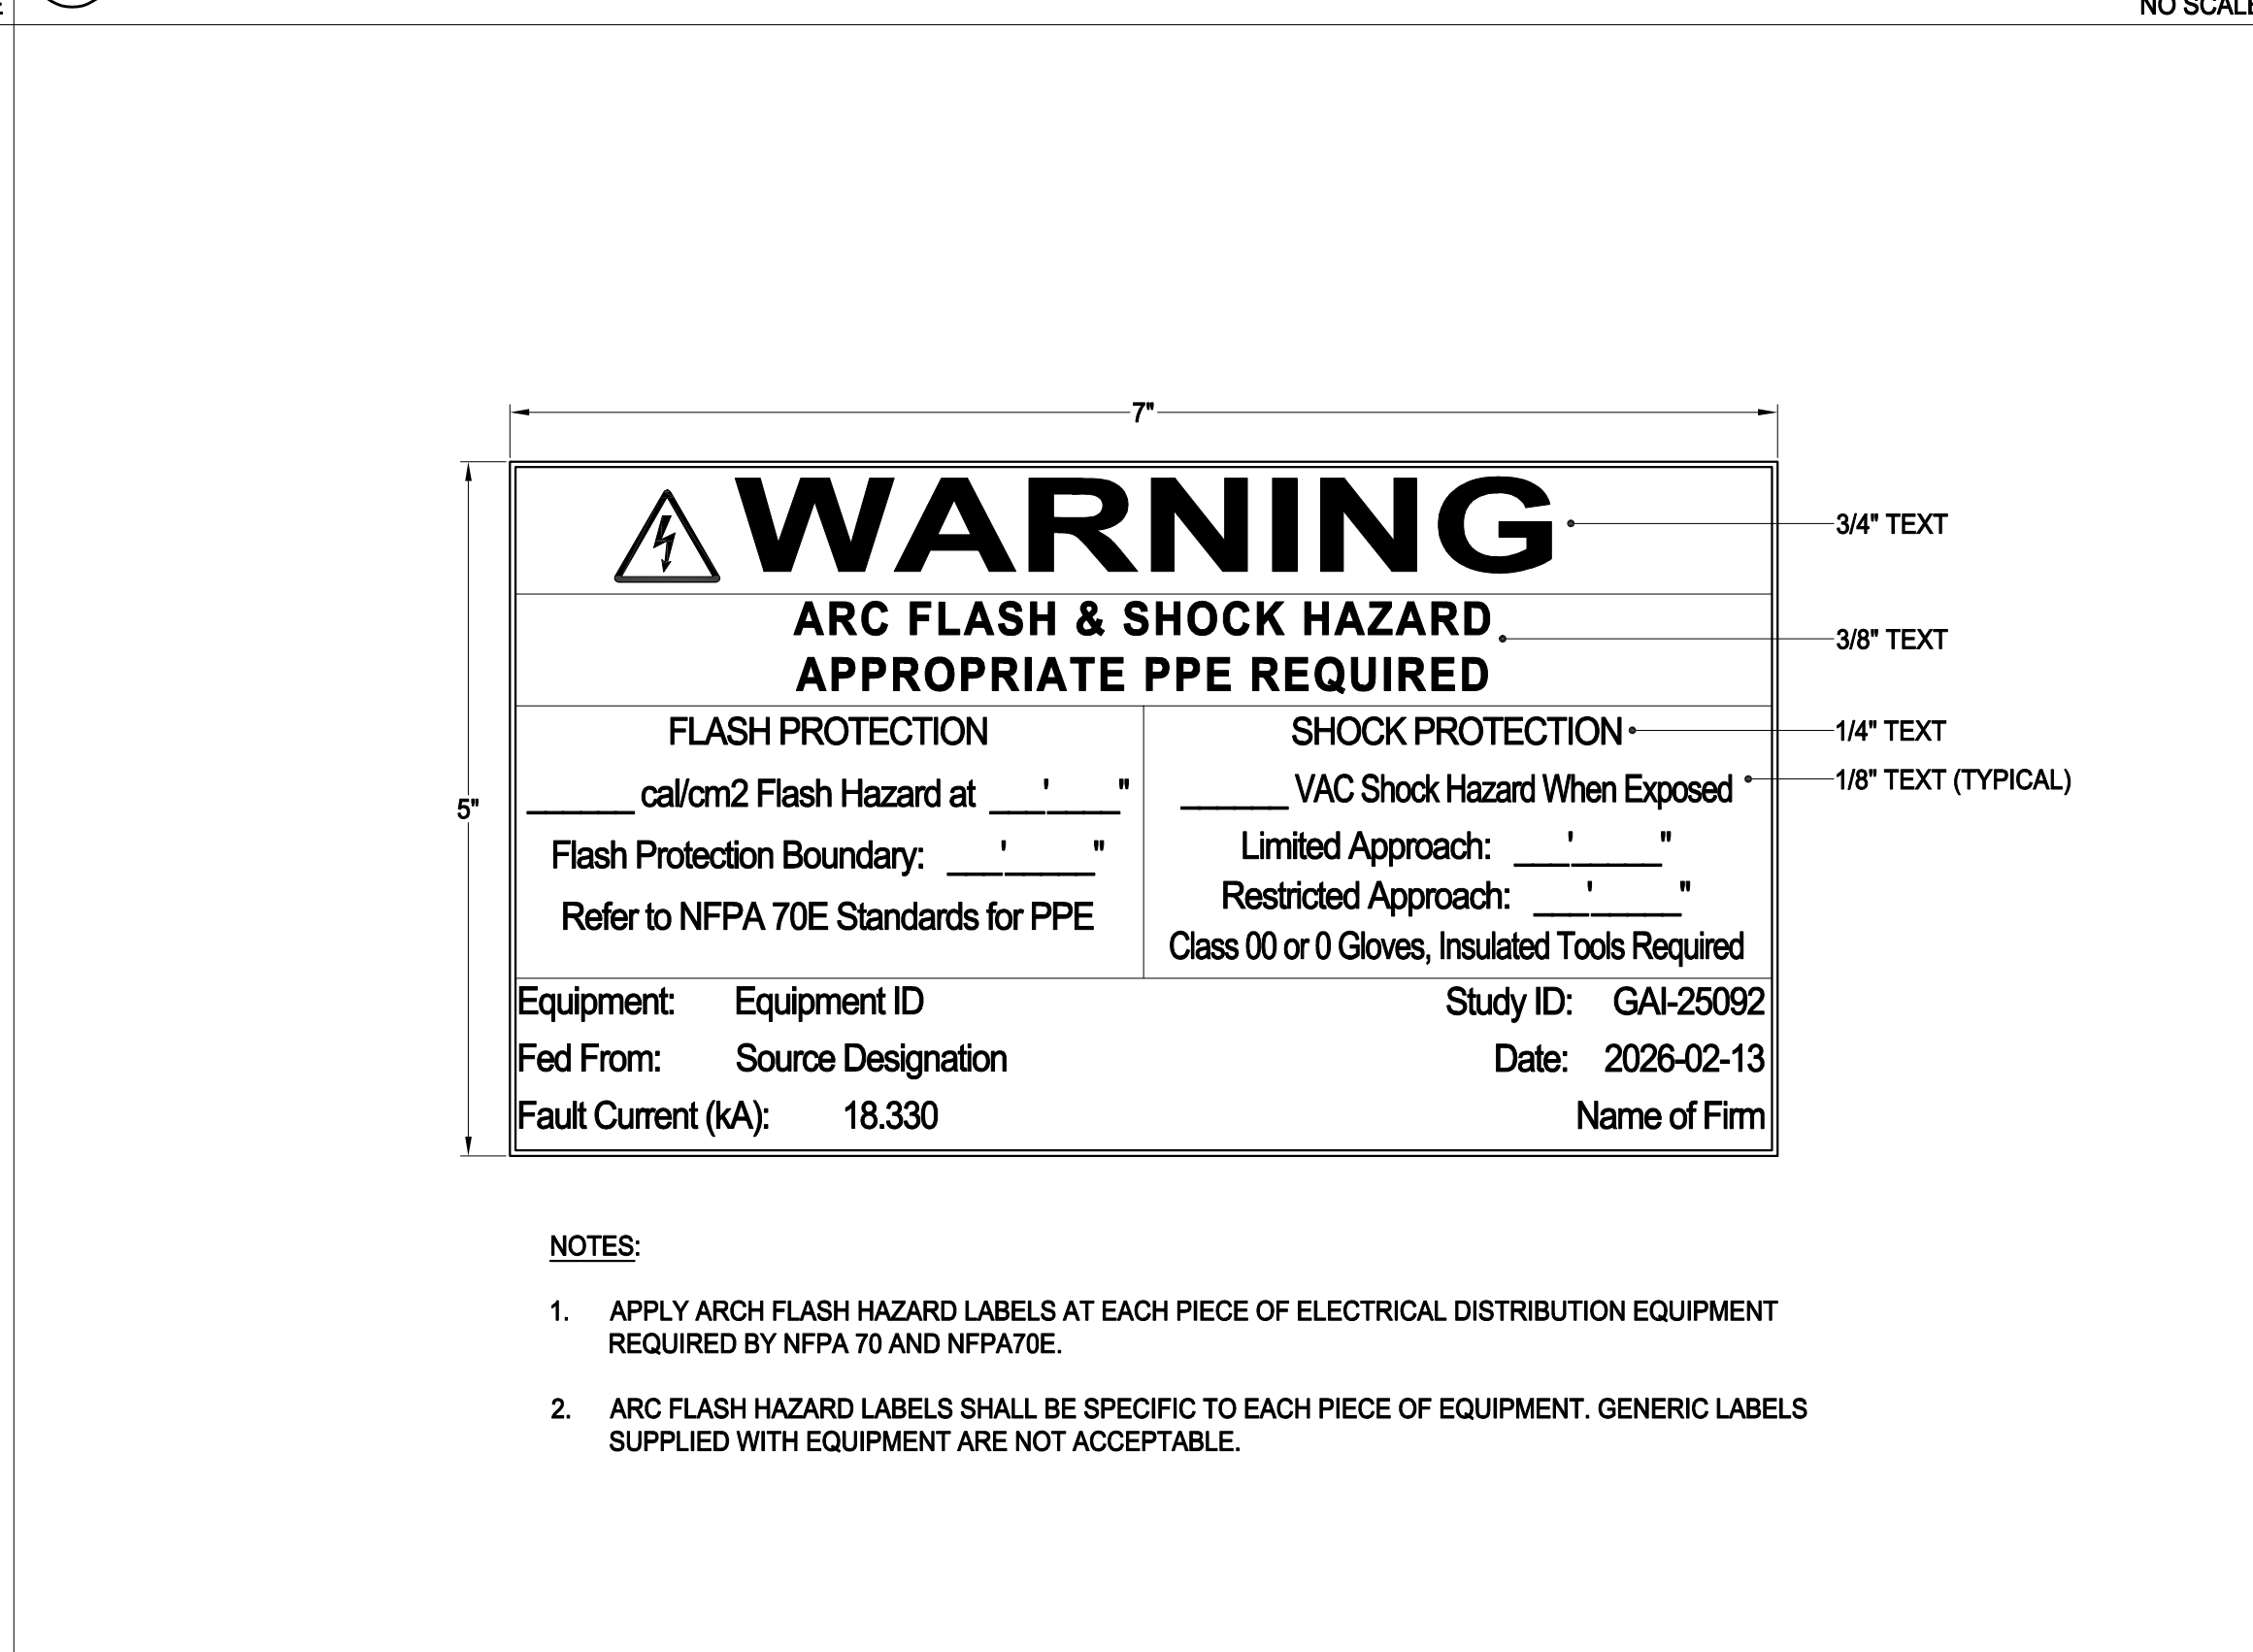 NO SCALE
7"
WARNING
3/4" TEXT
ARC FLASH & SHOCK HAZARD
3/8" TEXT
APPROPRIATE PPE REQUIRED
FLASH PROTECTION
______ cal/cm2 Flash Hazard at ___'____"
Flash Protection Boundary: ___'_____"
Refer to NFPA 70E Standards for PPE
SHOCK PROTECTION
1/4" TEXT
______ VAC Shock Hazard When Exposed
1/8" TEXT (TYPICAL)
Limited Approach: ___'_____"
Restricted Approach: ___'_____"
Class 00 or 0 Gloves, Insulated Tools Required
5"
Equipment: Equipment ID
Study ID: GAI-25092
Fed From: Source Designation
Date: 2026-02-13
Fault Current (kA): 18.330
Name of Firm
NOTES:
1. APPLY ARCH FLASH HAZARD LABELS AT EACH PIECE OF ELECTRICAL DISTRIBUTION EQUIPMENT
REQUIRED BY NFPA 70 AND NFPA70E.
2. ARC FLASH HAZARD LABELS SHALL BE SPECIFIC TO EACH PIECE OF EQUIPMENT. GENERIC LABELS
SUPPLIED WITH EQUIPMENT ARE NOT ACCEPTABLE.